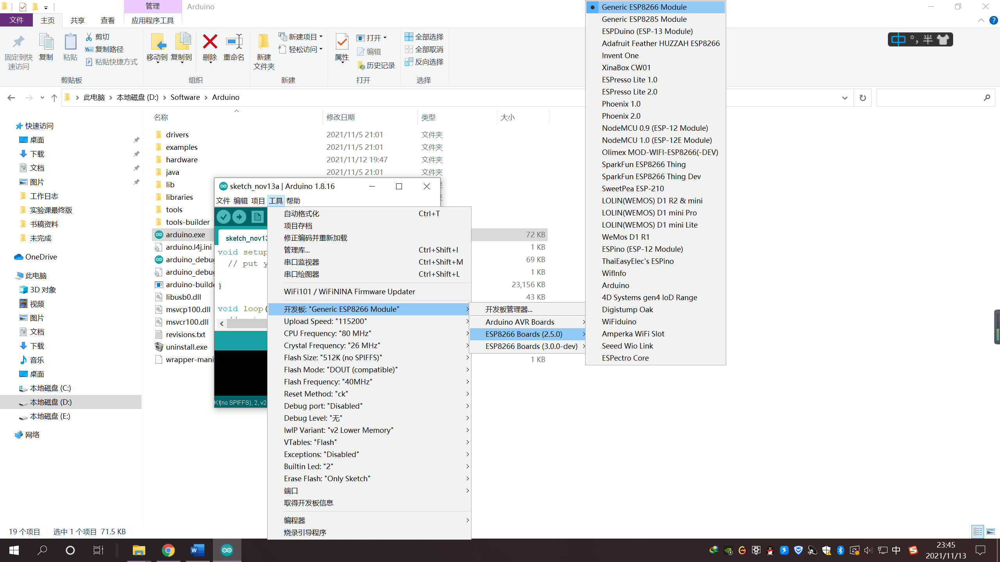 管理
Arduino
文件
主页
共享
查看
应用程序工具
固定到快
速访问
复制
粘贴
剪切
复制路径
粘贴快捷方式
剪贴板
移动到
复制到
删除
重命名
组织
新建
文件夹
新建项目
轻松访问
新建
属性
打开
编辑
历史记录
打开
全部选择
全部取消
反向选择
选择
中 °, 半
此电脑
本地磁盘 (D:)
Software
Arduino
名称
修改日期
类型
大小
快速访问
桌面
下载
文档
图片
工作日志
实验课最终版
书稿资料
未完成
OneDrive
此电脑
3D 对象
视频
图片
文档
下载
音乐
桌面
本地磁盘 (C:)
本地磁盘 (D:)
本地磁盘 (E:)
网络
drivers 2021/11/5 21:01 文件夹
examples 2021/11/5 21:01 文件夹
hardware 2021/11/12 19:47 文件夹
java 2021/11/5 21:01 文件夹
lib
libraries
tools
tools-builder
arduino.exe 72 KB
arduino.l4j.ini 1 KB
arduino_debug 69 KB
arduino_debug 1 KB
arduino-builde 23,156 KB
libusb0.dll 43 KB
msvcp100.dll
msvcr100.dll
revisions.txt
uninstall.exe
wrapper-mani 1 KB
sketch_nov13a | Arduino 1.8.16
文件 编辑 项目 工具 帮助
sketch_nov13
void setup
// put y
}
void loop(
K (no SPIFFS), 2, v2
自动格式化 Ctrl+T
项目存档
修正编码并重新加载
管理库... Ctrl+Shift+I
串口监视器 Ctrl+Shift+M
串口绘图器 Ctrl+Shift+L
WiFi101 / WiFiNINA Firmware Updater
开发板: "Generic ESP8266 Module"
Upload Speed: "115200"
CPU Frequency: "80 MHz"
Crystal Frequency: "26 MHz"
Flash Size: "512K (no SPIFFS)"
Flash Mode: "DOUT (compatible)"
Flash Frequency: "40MHz"
Reset Method: "ck"
Debug port: "Disabled"
Debug Level: "无"
lwIP Variant: "v2 Lower Memory"
VTables: "Flash"
Exceptions: "Disabled"
Builtin Led: "2"
Erase Flash: "Only Sketch"
端口
取得开发板信息
编程器
烧录引导程序
开发板管理器...
Arduino AVR Boards
ESP8266 Boards (2.5.0)
ESP8266 Boards (3.0.0-dev)
Generic ESP8266 Module
Generic ESP8285 Module
ESPDuino (ESP-13 Module)
Adafruit Feather HUZZAH ESP8266
Invent One
XinaBox CW01
ESPresso Lite 1.0
ESPresso Lite 2.0
Phoenix 1.0
Phoenix 2.0
NodeMCU 0.9 (ESP-12 Module)
NodeMCU 1.0 (ESP-12E Module)
Olimex MOD-WIFI-ESP8266(-DEV)
SparkFun ESP8266 Thing
SparkFun ESP8266 Thing Dev
SweetPea ESP-210
LOLIN(WEMOS) D1 R2 & mini
LOLIN(WEMOS) D1 mini Pro
LOLIN(WEMOS) D1 mini Lite
WeMos D1 R1
ESPino (ESP-12 Module)
ThaiEasyElec's ESPino
WifInfo
Arduino
4D Systems gen4 IoD Range
Digistump Oak
WiFiduino
Amperka WiFi Slot
Seeed Wio Link
ESPectro Core
19 个项目
选中 1 个项目 71.5 KB
中
23:45
2021/11/13